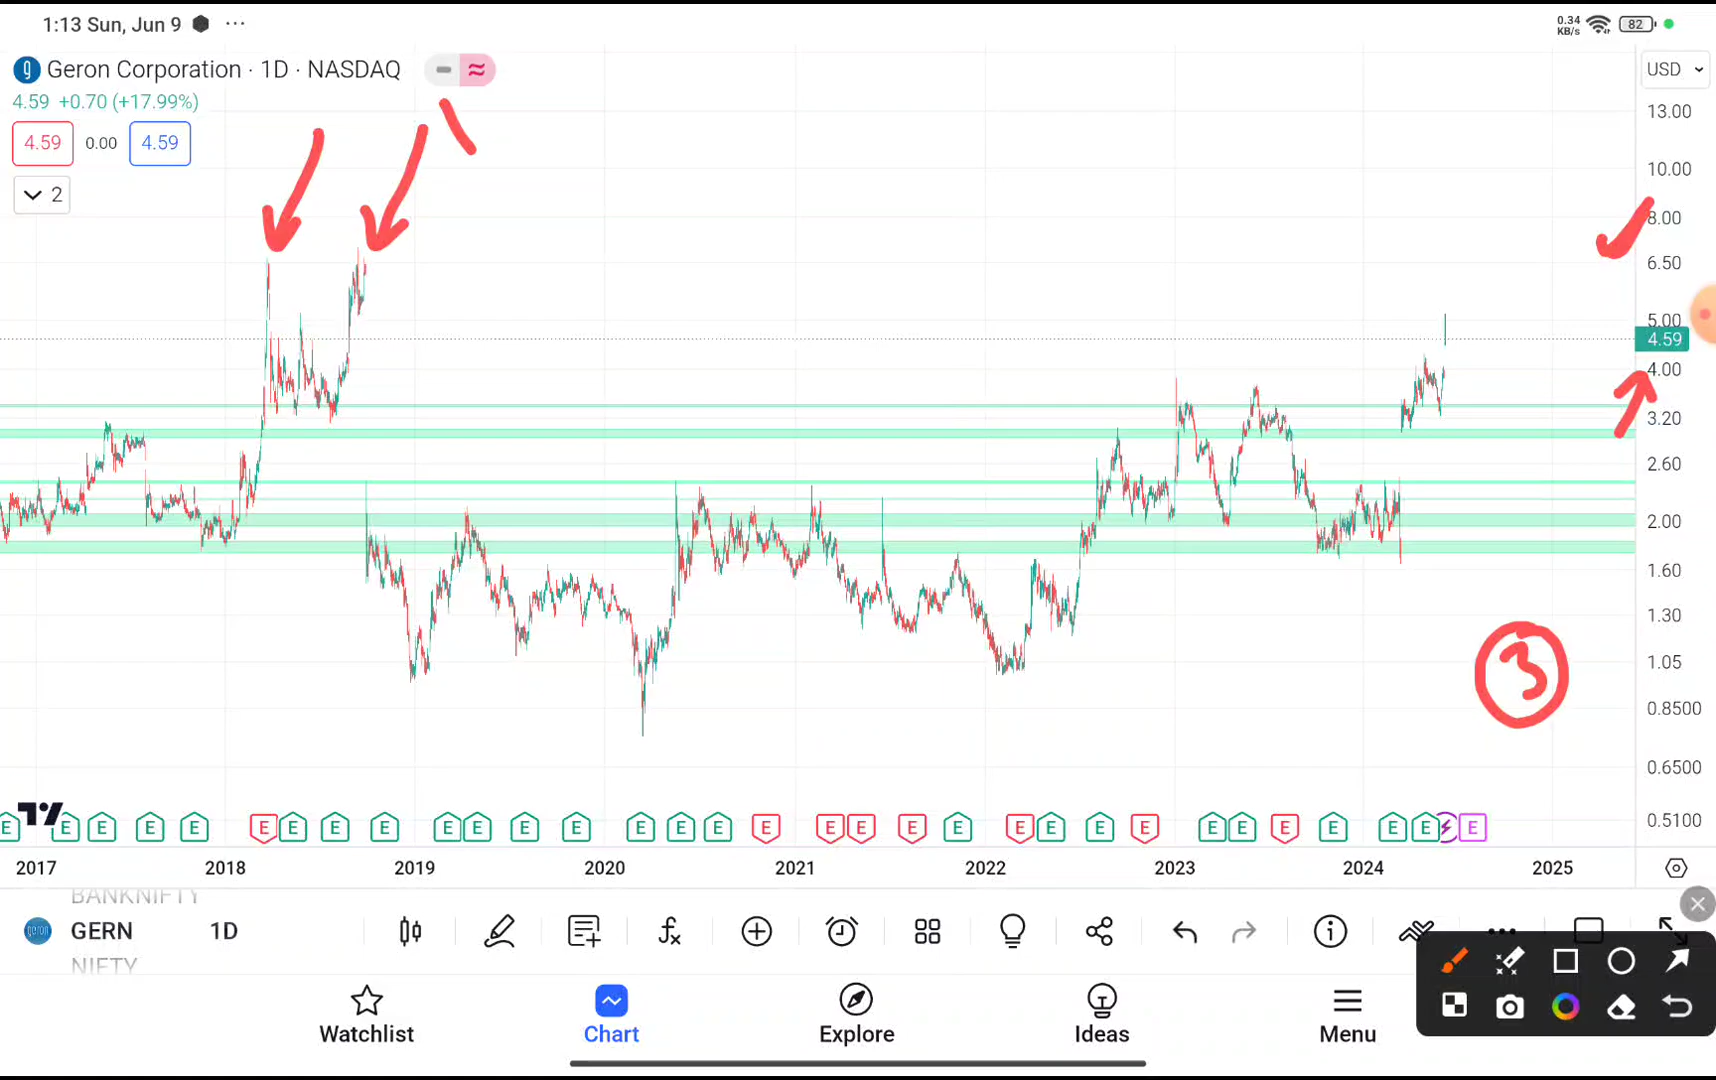 1:13 Sun, Jun 9 ...
0.34 KB/s 82
Geron Corporation · 1D · NASDAQ
USD
4.59 +0.70 (+17.99%)
4.59 0.00 4.59
2
13.00
10.00
8.00
6.50
5.00
4.59
4.00
3.20
2.60
2.00
1.60
1.30
1.05
0.8500
0.6500
0.5100
3
E E E E E E E E E E E E E E E E E E E E E E E E E E E E E E E
2017 2018 2019 2020 2021 2022 2023 2024 2025
BANKNIFTY
geron GERN 1D
NIFTY
Watchlist Chart Explore Ideas Menu